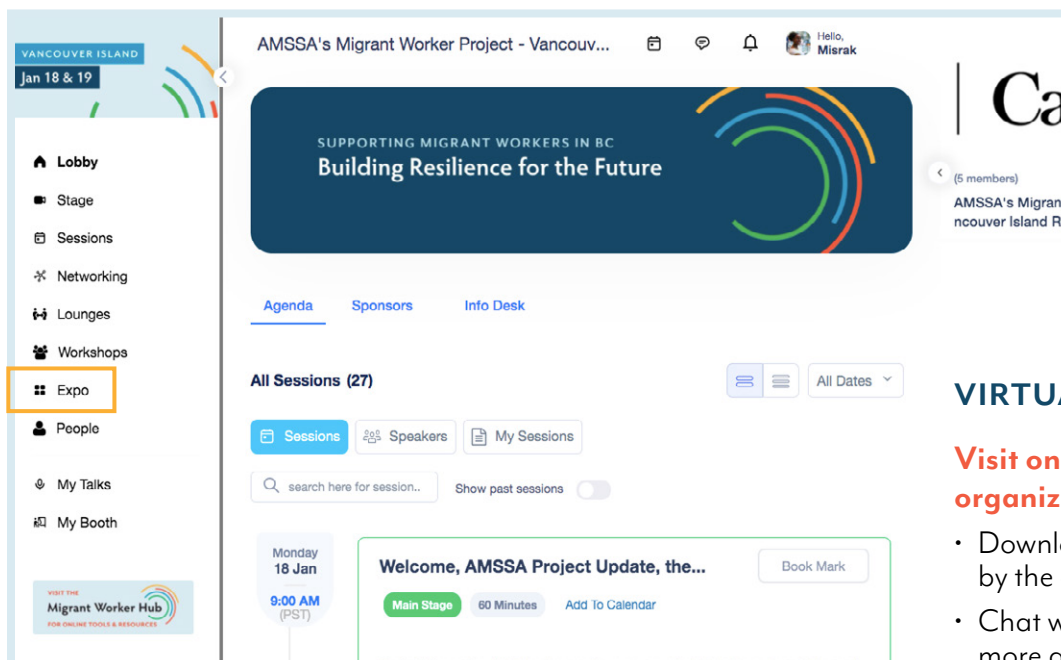 VANCOUVER ISLAND
Jan 18 & 19
Lobby
Stage
Sessions
Networking
Lounges
Workshops
Expo
People
My Talks
My Booth
VISIT THE
Migrant Worker Hub
FOR ONLINE TOOLS & RESOURCES
AMSSA's Migrant Worker Project - Vancouv...
Hello,
Misrak
SUPPORTING MIGRANT WORKERS IN BC
Building Resilience for the Future
Agenda Sponsors Info Desk
All Sessions (27)
All Dates
Sessions Speakers My Sessions
search here for session.. Show past sessions
Monday
18 Jan
9:00 AM
(PST)
Welcome, AMSSA Project Update, the...
Book Mark
Main Stage 60 Minutes Add To Calendar
Ca
(5 members)
AMSSA's Migran
ncouver Island R
VIRTUA
Visit on
organiz
• Downlo
by the
• Chat w
more a